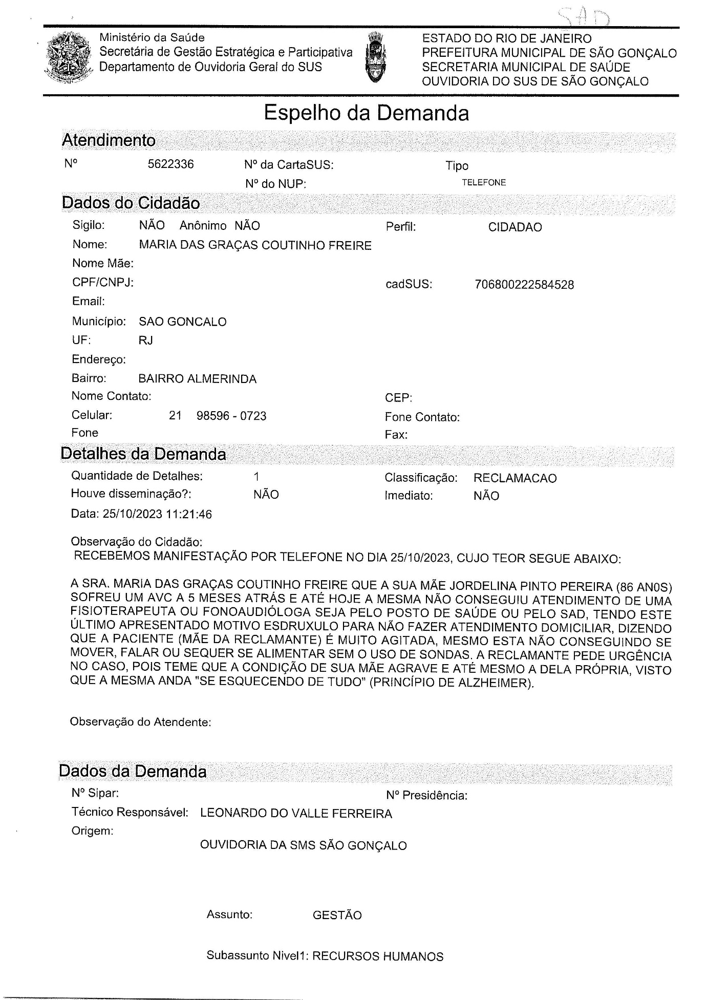 SAD
Ministério da Saúde
Secretária de Gestão Estratégica e Participativa
Departamento de Ouvidoria Geral do SUS
ESTADO DO RIO DE JANEIRO
PREFEITURA MUNICIPAL DE SÃO GONÇALO
SECRETARIA MUNICIPAL DE SAÚDE
OUVIDORIA DO SUS DE SÃO GONÇALO
Espelho da Demanda
Atendimento
Nº 5622336 Nº da CartaSUS: Tipo
Nº do NUP: TELEFONE
Dados do Cidadão
Sigilo: NÃO Anônimo NÃO Perfil: CIDADAO
Nome: MARIA DAS GRAÇAS COUTINHO FREIRE
Nome Mãe:
CPF/CNPJ: cadSUS: 706800222584528
Email:
Município: SAO GONCALO
UF: RJ
Endereço:
Bairro: BAIRRO ALMERINDA
Nome Contato: CEP:
Celular: 21 98596 - 0723 Fone Contato:
Fone Fax:
Detalhes da Demanda
Quantidade de Detalhes: 1 Classificação: RECLAMACAO
Houve disseminação?: NÃO Imediato: NÃO
Data: 25/10/2023 11:21:46
Observação do Cidadão:
RECEBEMOS MANIFESTAÇÃO POR TELEFONE NO DIA 25/10/2023, CUJO TEOR SEGUE ABAIXO:
A SRA. MARIA DAS GRAÇAS COUTINHO FREIRE QUE A SUA MÃE JORDELINA PINTO PEREIRA (86 AN0S)
SOFREU UM AVC A 5 MESES ATRÁS E ATÉ HOJE A MESMA NÃO CONSEGUIU ATENDIMENTO DE UMA
FISIOTERAPEUTA OU FONOAUDIÓLOGA SEJA PELO POSTO DE SAÚDE OU PELO SAD, TENDO ESTE
ÚLTIMO APRESENTADO MOTIVO ESDRUXULO PARA NÃO FAZER ATENDIMENTO DOMICILIAR, DIZENDO
QUE A PACIENTE (MÃE DA RECLAMANTE) É MUITO AGITADA, MESMO ESTA NÃO CONSEGUINDO SE
MOVER, FALAR OU SEQUER SE ALIMENTAR SEM O USO DE SONDAS. A RECLAMANTE PEDE URGÊNCIA
NO CASO, POIS TEME QUE A CONDIÇÃO DE SUA MÃE AGRAVE E ATÉ MESMO A DELA PRÓPRIA, VISTO
QUE A MESMA ANDA "SE ESQUECENDO DE TUDO" (PRINCÍPIO DE ALZHEIMER).
Observação do Atendente:
Dados da Demanda
Nº Sipar: Nº Presidência:
Técnico Responsável: LEONARDO DO VALLE FERREIRA
Origem:
OUVIDORIA DA SMS SÃO GONÇALO
Assunto: GESTÃO
Subassunto Nivel1: RECURSOS HUMANOS